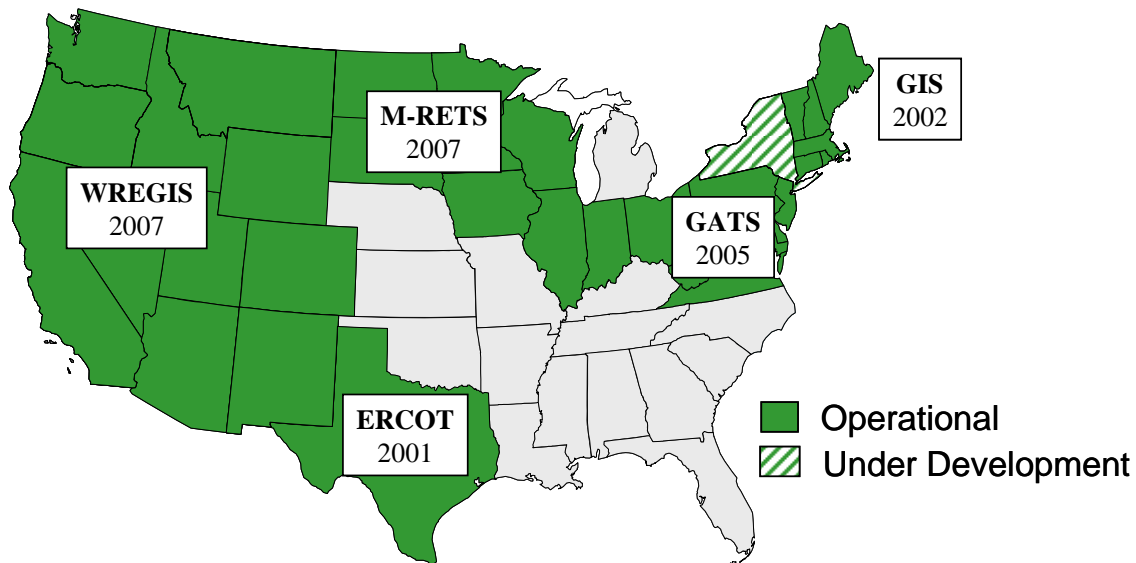 GIS
2002
M-RETS
2007
WREGIS
2007
GATS
2005
ERCOT
2001
Operational
Under Development